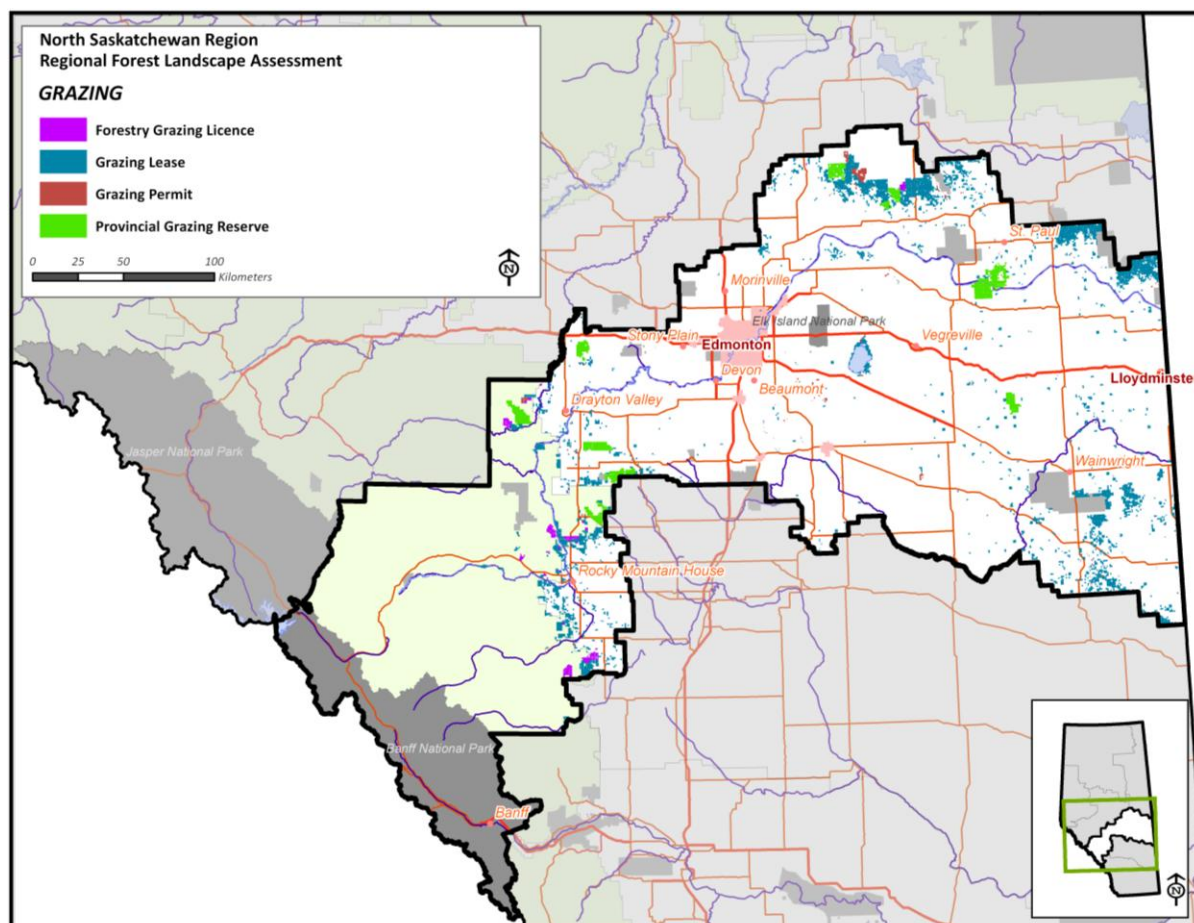 North Saskatchewan Region
Regional Forest Landscape Assessment
GRAZING
Forestry Grazing Licence
Grazing Lease
Grazing Permit
Provincial Grazing Reserve
0 25 50 100
Kilometers
N
St. Paul
Morinville
Elk Island National Park
Stony Plain
Vegreville
Edmonton
Devon
Lloydminste
Beaumont
Drayton Valley
Jasper National Park
Wainwright
Rocky Mountain House
Banff National Park
Banff
N